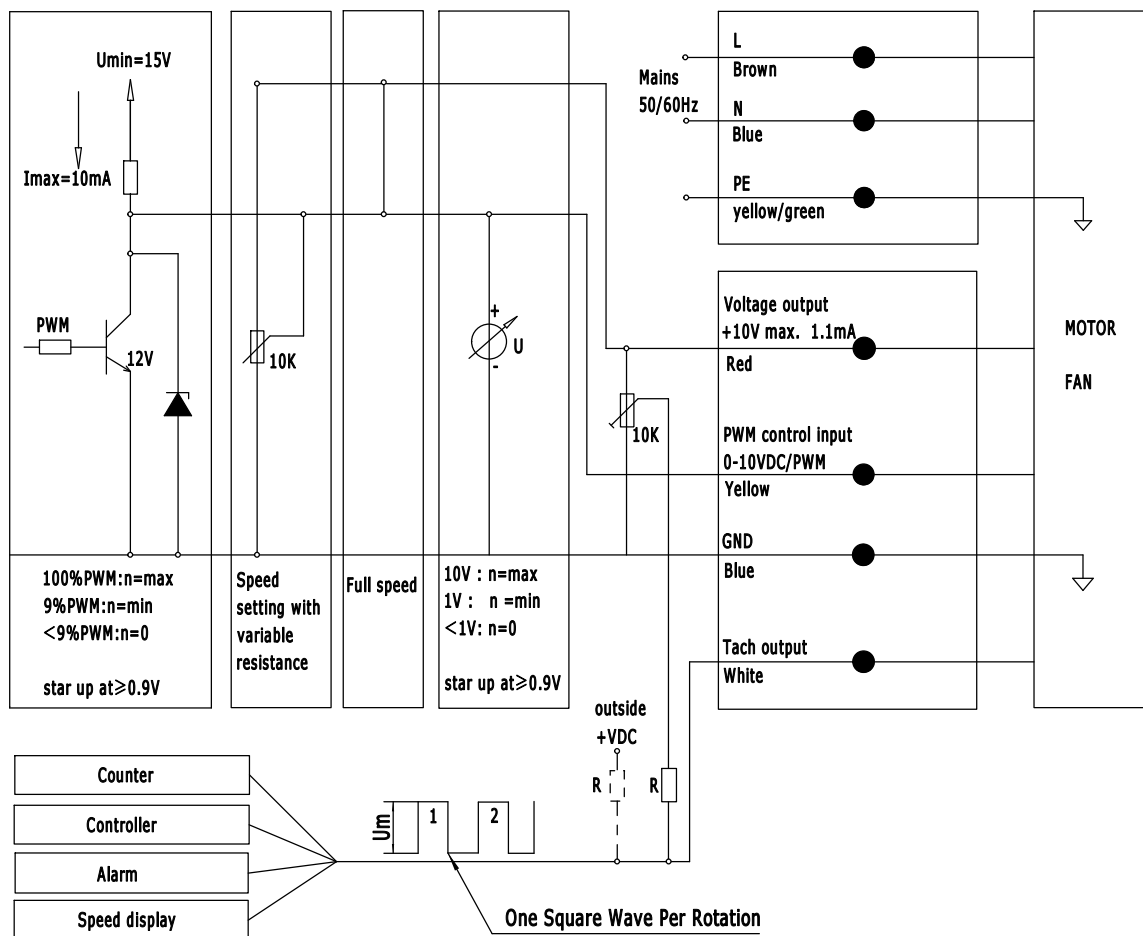 Umin=15V
Imax=10mA
PWM
12V
100%PWM:n=max
9%PWM:n=min
<9%PWM:n=0
star up at≥0.9V
10K
Speed
setting with
variable
resistance
Full speed
+
U
-
10V : n=max
1V : n =min
<1V: n=0
star up at≥0.9V
Mains
50/60Hz
L
Brown
N
Blue
PE
yellow/green
10K
Voltage output
+10V max. 1.1mA
Red
PWM control input
0-10VDC/PWM
Yellow
GND
Blue
Tach output
White
MOTOR
FAN
outside
+VDC
R
R
Counter
Controller
Alarm
Speed display
Um
1
2
One Square Wave Per Rotation